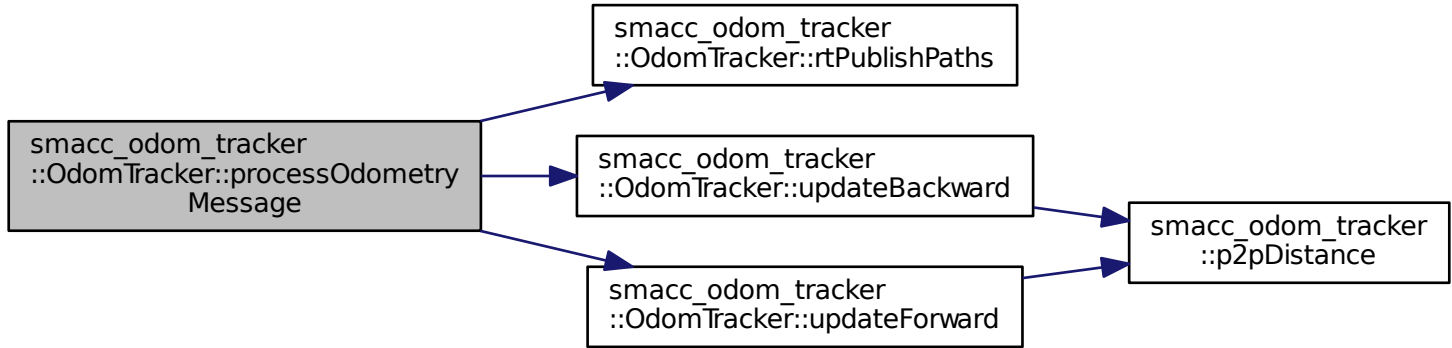 smacc_odom_tracker
::OdomTracker::rtPublishPaths
smacc_odom_tracker
::OdomTracker::processOdometry
Message
smacc_odom_tracker
::OdomTracker::updateBackward
smacc_odom_tracker
::OdomTracker::updateForward
smacc_odom_tracker
::p2pDistance